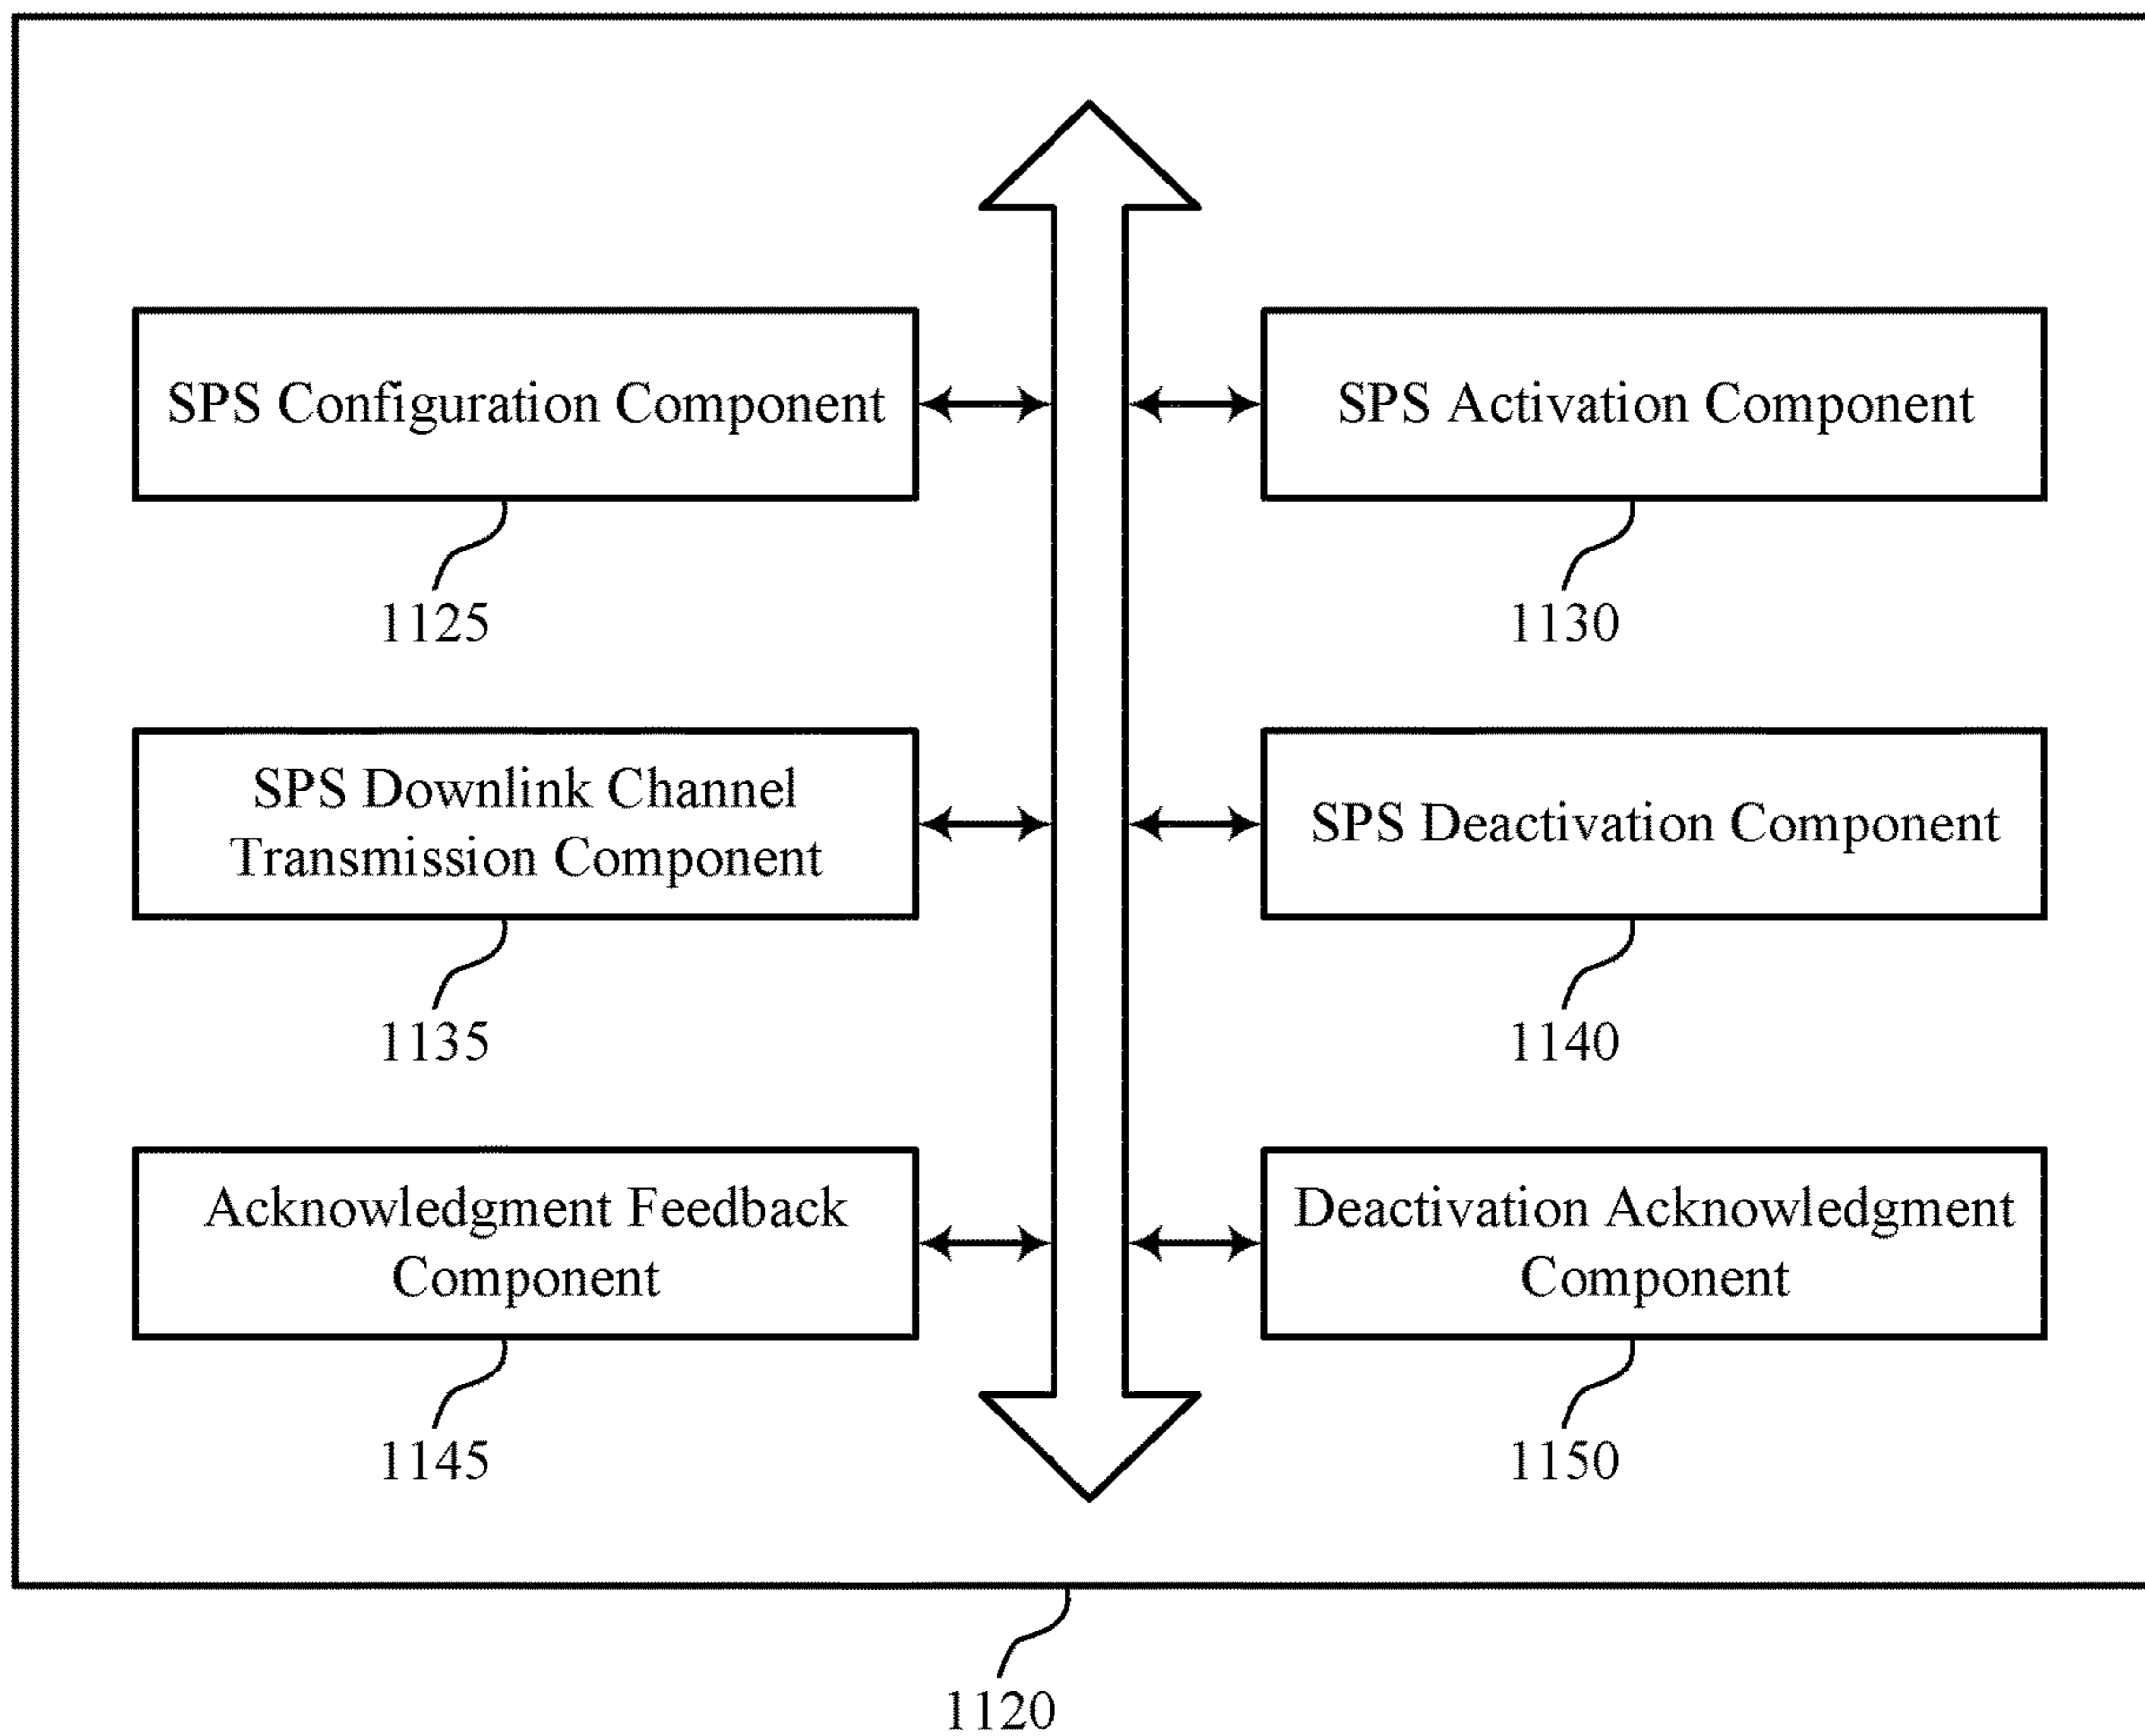 SPS Configuration Component
1125
SPS Activation Component
1130
SPS Downlink Channel
Transmission Component
1135
SPS Deactivation Component
1140
Acknowledgment Feedback
Component
1145
Deactivation Acknowledgment
Component
1150
1120